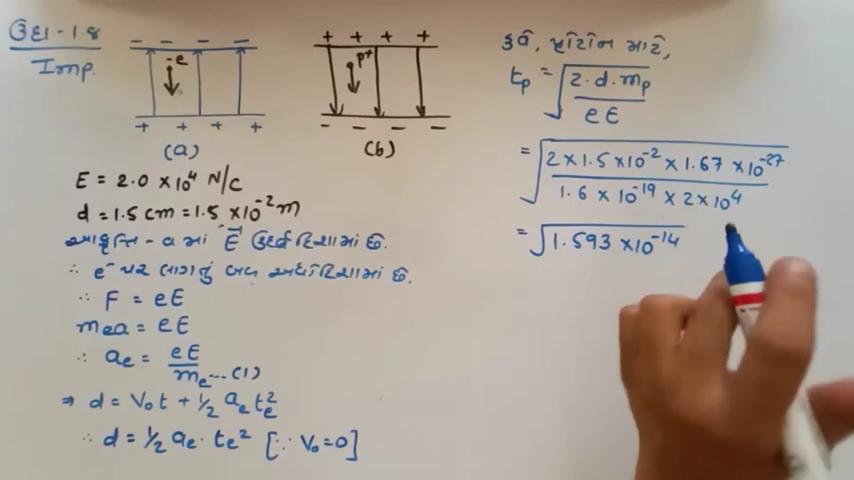 ઉદા-1.8
Imp.
- - - -
-e
+ + + +
(a)
+ + + +
p+
- - - -
(b)
E = 2.0 × 10⁴ N/C
d = 1.5 cm = 1.5 × 10⁻² m
આકૃતિ-a માં E⃗ ઉર્ધ્વદિશામાં છે.
∴ e⁻ પર લાગતું બળ અધોદિશામાં છે.
∴ F = eE
mₑa = eE
∴ aₑ = eE/mₑ ...(1)
⇒ d = V₀t + 1/2 aₑ tₑ²
∴ d = 1/2 aₑ · tₑ² [∵ V₀ = 0]
હવે, પ્રોટોન માટે,
tₚ = √(2·d·mₚ / eE)
= √(2 × 1.5 × 10⁻² × 1.67 × 10⁻²⁷ / 1.6 × 10⁻¹⁹ × 2 × 10⁴)
= √(1.593 × 10⁻¹⁴)